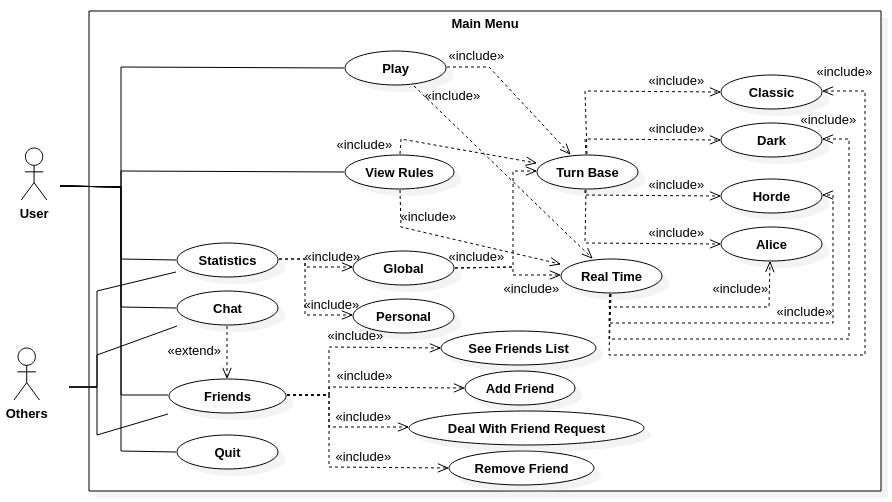 Main Menu
«include»
Play
«include»
«include»
«include»
Classic
«include»
«include»
Dark
«include»
View Rules
Turn Base
«include»
Horde
User
«include»
«include»
Alice
Statistics
«include»
Global
«include»
Real Time
«include»
«include»
Chat
«include»
Personal
«include»
«include»
«extend»
See Friends List
«include»
Add Friend
Friends
Others
«include»
Deal With Friend Request
Quit
«include»
Remove Friend